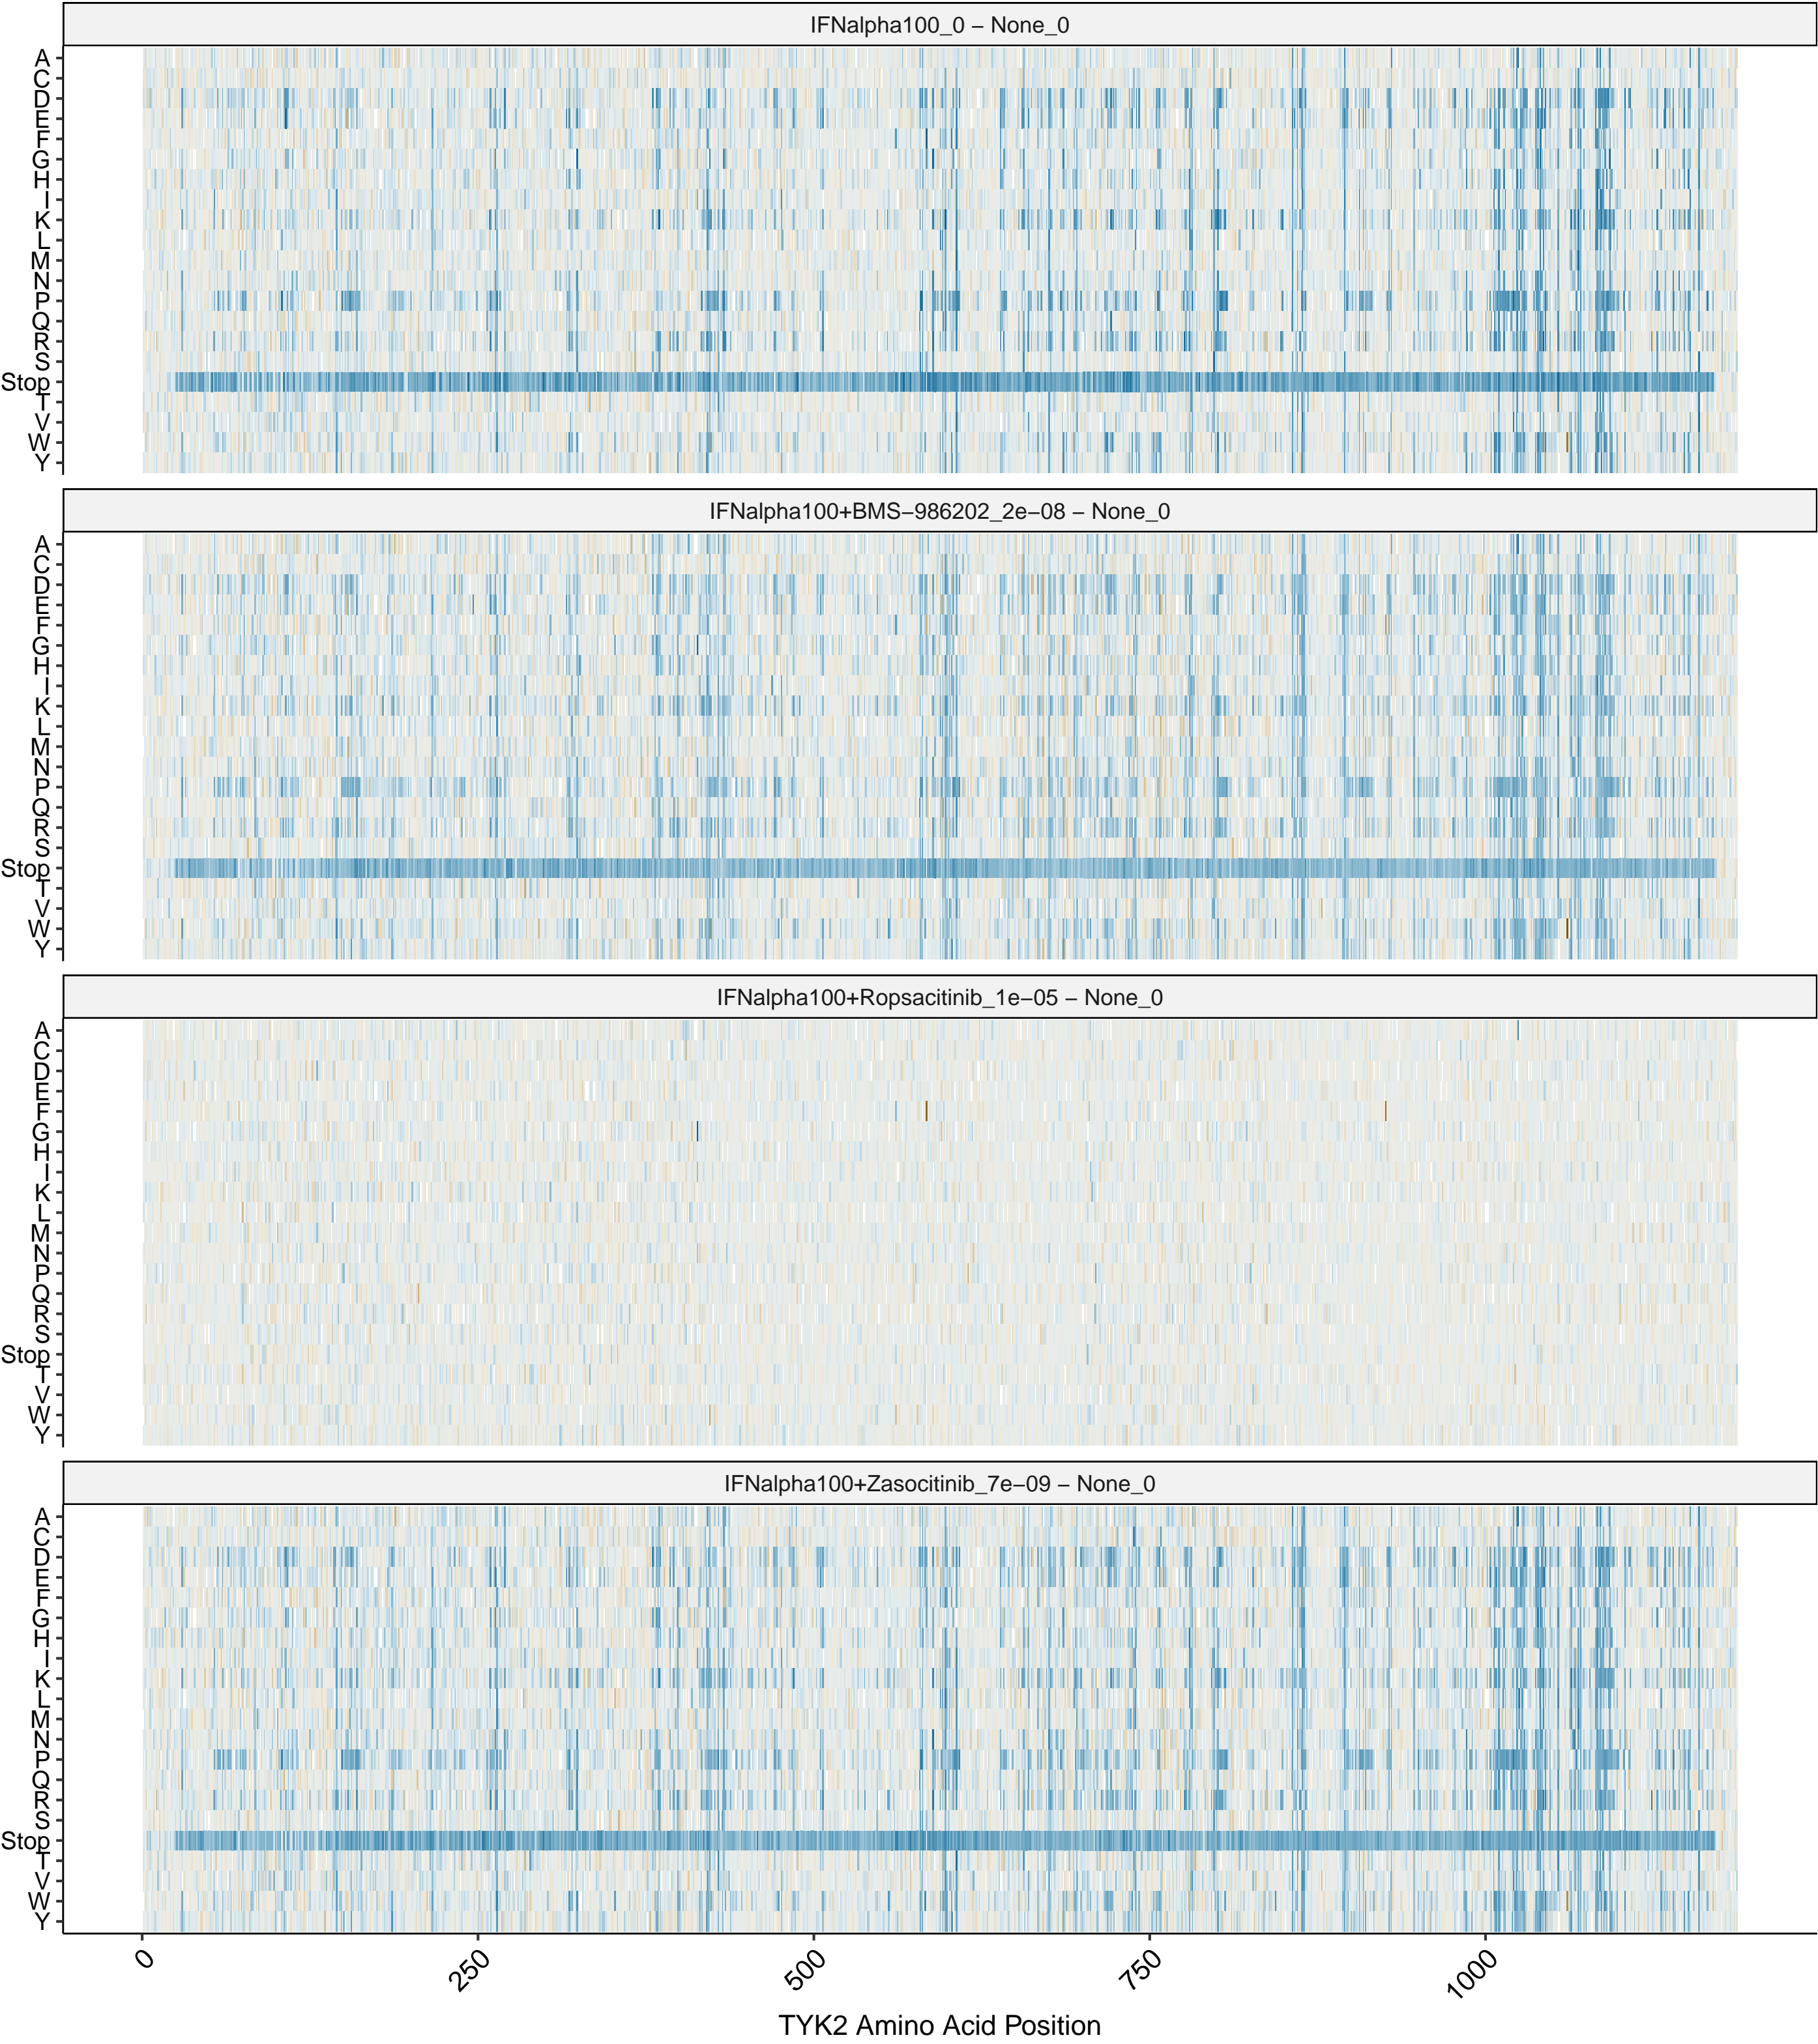 IFNalpha100_0 − None_0
A
C
D
E
F
G
H
I
K
L
M
N
P
Q
R
S
Stop
T
V
W
Y
IFNalpha100+BMS−986202_2e−08 − None_0
A
C
D
E
F
G
H
I
K
L
M
N
P
Q
R
S
Stop
T
V
W
Y
IFNalpha100+Ropsacitinib_1e−05 − None_0
A
C
D
E
F
G
H
I
K
L
M
N
P
Q
R
S
Stop
T
V
W
Y
IFNalpha100+Zasocitinib_7e−09 − None_0
A
C
D
E
F
G
H
I
K
L
M
N
P
Q
R
S
Stop
T
V
W
Y
0 250 500 750 1000
TYK2 Amino Acid Position